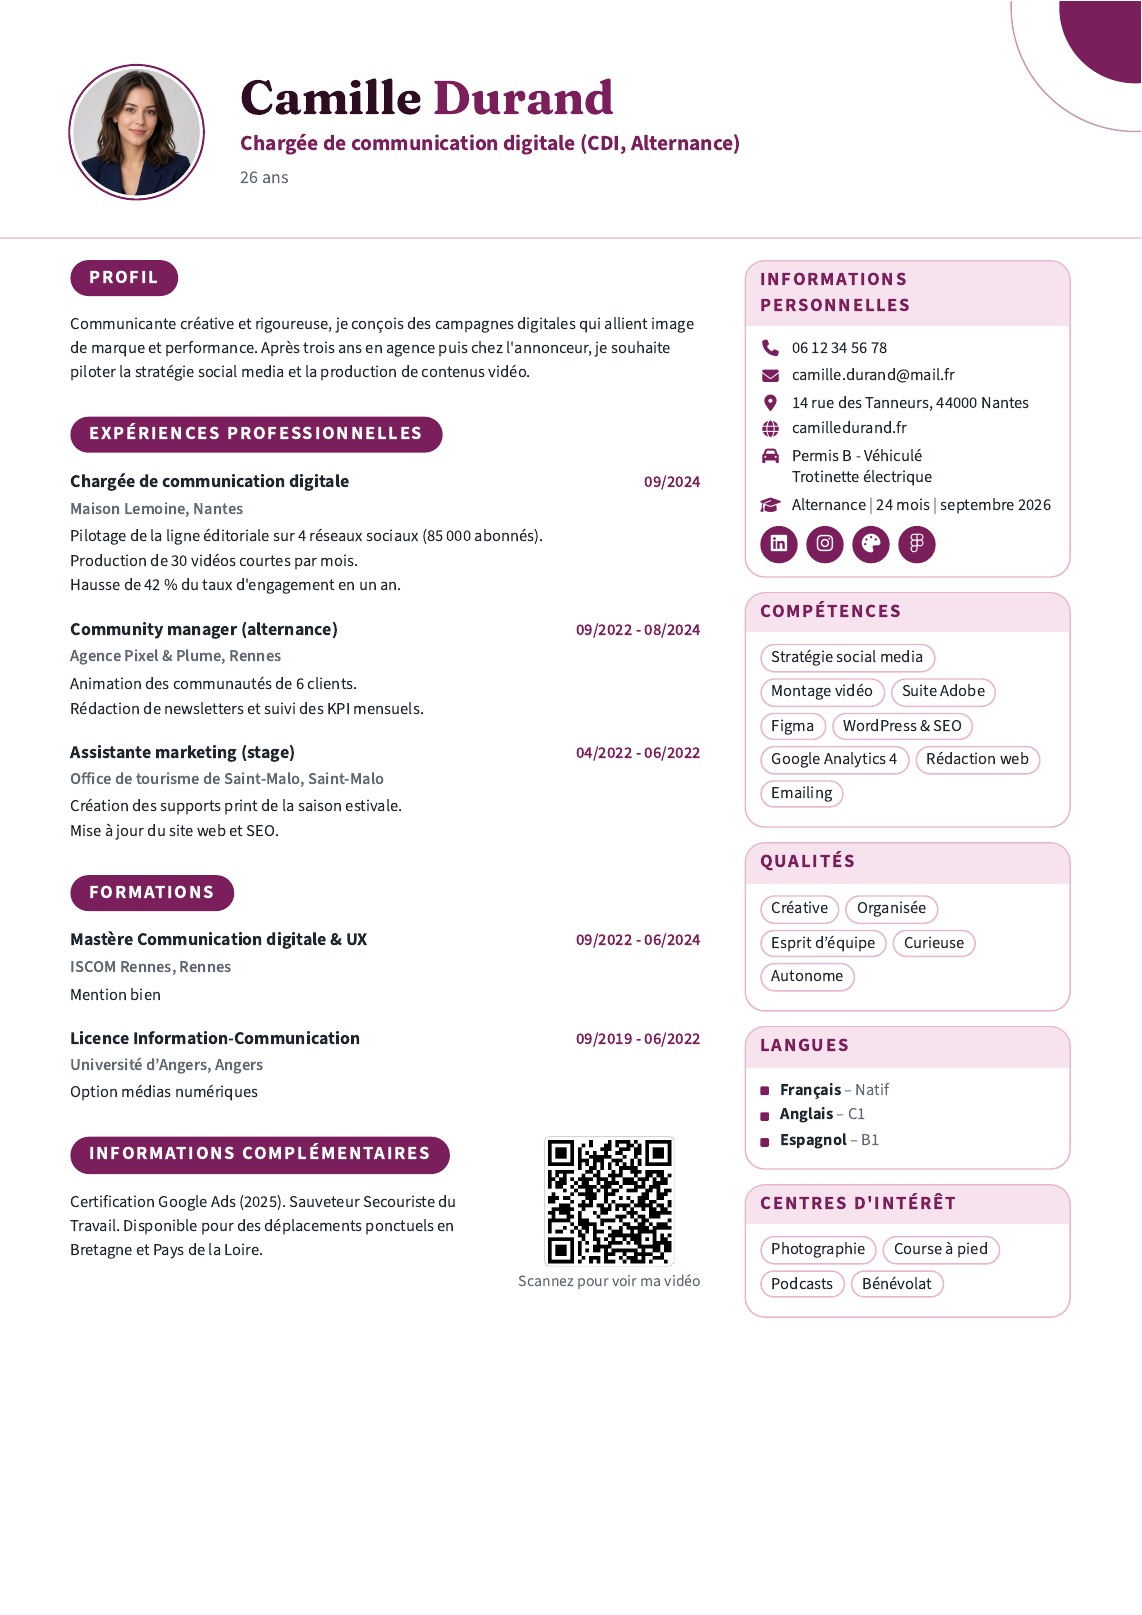 Camille Durand
Chargée de communication digitale (CDI, Alternance)
26 ans
PROFIL
Communicante créative et rigoureuse, je conçois des campagnes digitales qui allient image
de marque et performance. Après trois ans en agence puis chez l'annonceur, je souhaite
piloter la stratégie social media et la production de contenus vidéo.
EXPÉRIENCES PROFESSIONNELLES
Chargée de communication digitale 09/2024
Maison Lemoine, Nantes
Pilotage de la ligne éditoriale sur 4 réseaux sociaux (85 000 abonnés).
Production de 30 vidéos courtes par mois.
Hausse de 42 % du taux d'engagement en un an.
Community manager (alternance) 09/2022 - 08/2024
Agence Pixel & Plume, Rennes
Animation des communautés de 6 clients.
Rédaction de newsletters et suivi des KPI mensuels.
Assistante marketing (stage) 04/2022 - 06/2022
Office de tourisme de Saint-Malo, Saint-Malo
Création des supports print de la saison estivale.
Mise à jour du site web et SEO.
FORMATIONS
Mastère Communication digitale & UX 09/2022 - 06/2024
ISCOM Rennes, Rennes
Mention bien
Licence Information-Communication 09/2019 - 06/2022
Université d’Angers, Angers
Option médias numériques
INFORMATIONS COMPLÉMENTAIRES
Certification Google Ads (2025). Sauveteur Secouriste du
Travail. Disponible pour des déplacements ponctuels en
Bretagne et Pays de la Loire.
Scannez pour voir ma vidéo
INFORMATIONS
PERSONNELLES
06 12 34 56 78
camille.durand@mail.fr
14 rue des Tanneurs, 44000 Nantes
camilledurand.fr
Permis B - Véhiculé
Trotinette électrique
Alternance | 24 mois | septembre 2026
COMPÉTENCES
Stratégie social media
Montage vidéo Suite Adobe
Figma WordPress & SEO
Google Analytics 4 Rédaction web
Emailing
QUALITÉS
Créative Organisée
Esprit d’équipe Curieuse
Autonome
LANGUES
Français – Natif
Anglais – C1
Espagnol – B1
CENTRES D'INTÉRÊT
Photographie Course à pied
Podcasts Bénévolat